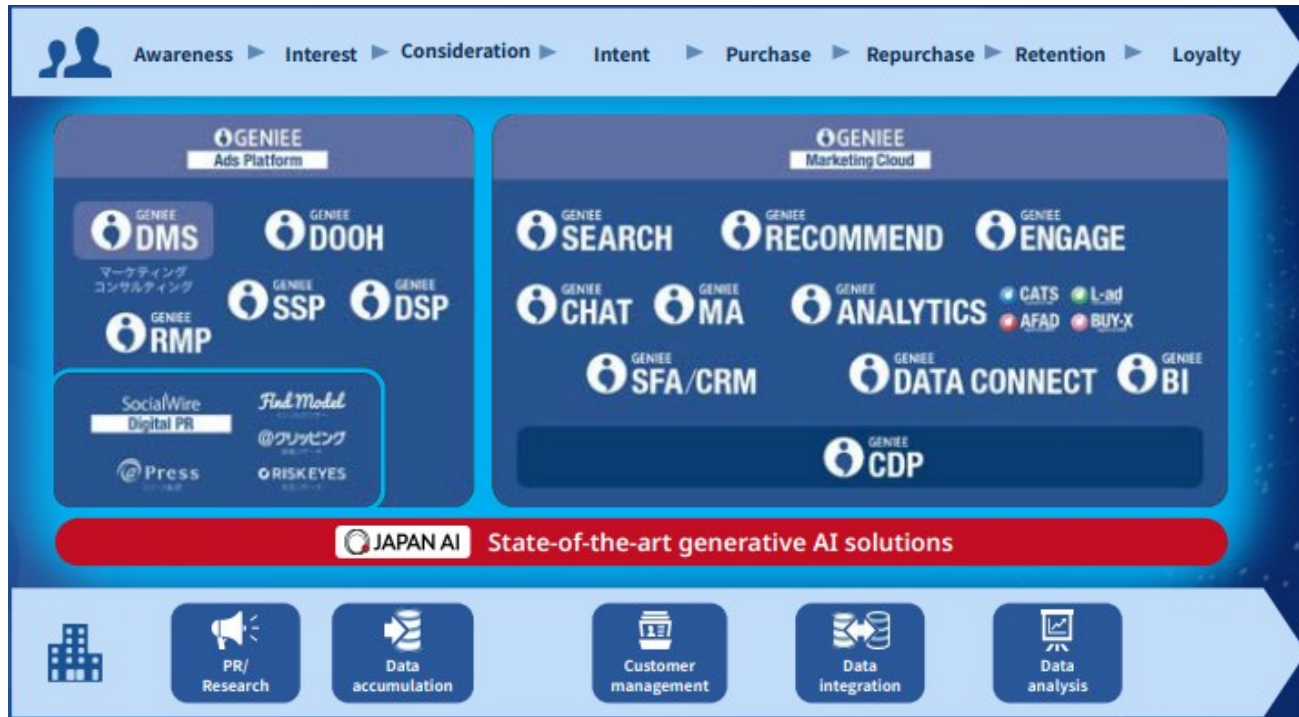 Awareness ▶ Interest ▶ Consideration ▶ Intent ▶ Purchase ▶ Repurchase ▶ Retention ▶ Loyalty
GENIEE
Ads Platform
GENIEE
DMS
マーケティング
コンサルティング
GENIEE
DOOH
GENIEE
SSP
GENIEE
DSP
GENIEE
RMP
SocialWire
Digital PR
Find Model
@クリッピング
@Press
RISK EYES
GENIEE
Marketing Cloud
GENIEE
SEARCH
GENIEE
RECOMMEND
GENIEE
ENGAGE
GENIEE
CHAT
GENIEE
MA
GENIEE
ANALYTICS
CATS
L-ad
AFAD
BUY-X
GENIEE
SFA/CRM
GENIEE
DATA CONNECT
GENIEE
BI
GENIEE
CDP
JAPAN AI State-of-the-art generative AI solutions
PR/
Research
Data
accumulation
Customer
management
Data
integration
Data
analysis